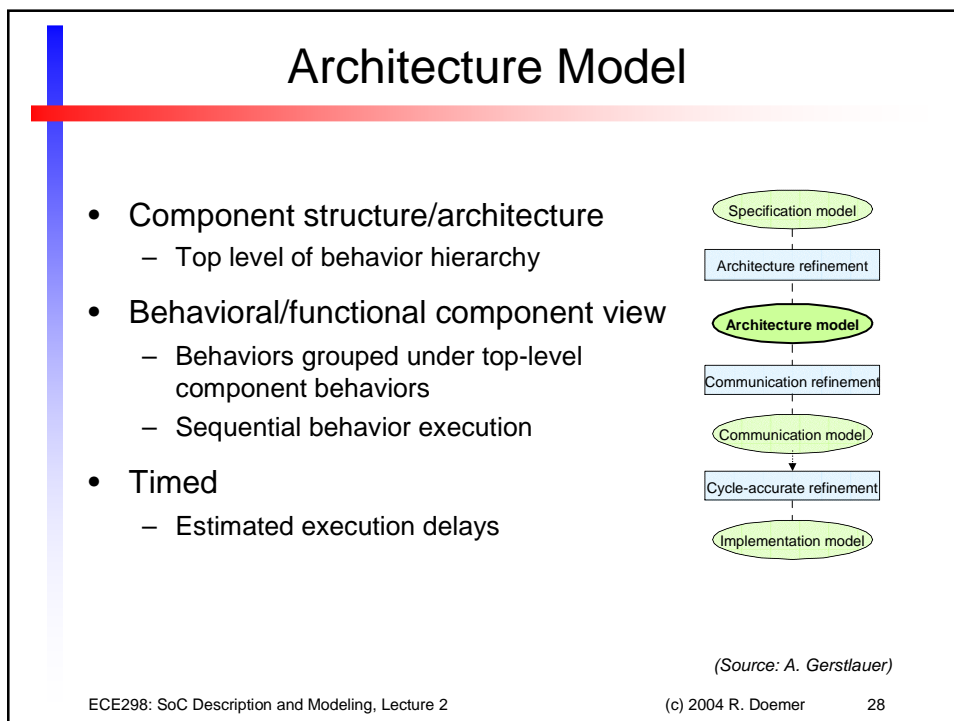 Architecture Model
• Component structure/architecture
– Top level of behavior hierarchy
• Behavioral/functional component view
– Behaviors grouped under top-level
component behaviors
– Sequential behavior execution
• Timed
– Estimated execution delays
Specification model
Architecture refinement
Architecture model
Communication refinement
Communication model
Cycle-accurate refinement
Implementation model
(Source: A. Gerstlauer)
ECE298: SoC Description and Modeling, Lecture 2 (c) 2004 R. Doemer 28